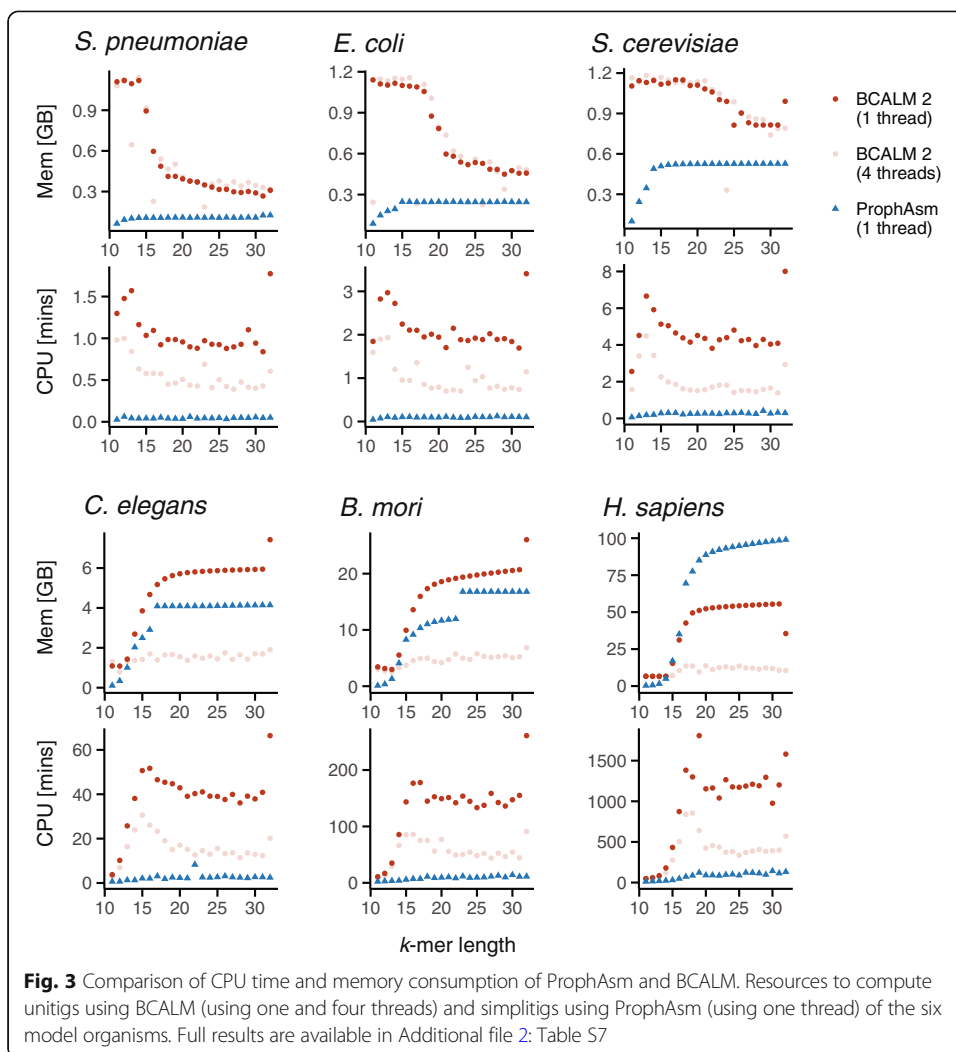 S. pneumoniae E. coli S. cerevisiae
Mem [GB]
0.9
0.6
0.3
10 15 20 25 30
1.2
0.9
0.6
0.3
10 15 20 25 30
1.2
0.9
0.6
0.3
10 15 20 25 30
BCALM 2
(1 thread)
BCALM 2
(4 threads)
ProphAsm
(1 thread)
CPU [mins]
1.5
1.0
0.5
0.0
10 15 20 25 30
3
2
1
0
10 15 20 25 30
8
6
4
2
0
10 15 20 25 30
C. elegans B. mori H. sapiens
Mem [GB]
6
4
2
0
10 15 20 25 30
20
10
0
10 15 20 25 30
100
75
50
25
0
10 15 20 25 30
CPU [mins]
60
40
20
0
10 15 20 25 30
200
100
0
10 15 20 25 30
1500
1000
500
0
10 15 20 25 30
k-mer length
Fig. 3 Comparison of CPU time and memory consumption of ProphAsm and BCALM. Resources to compute
unitigs using BCALM (using one and four threads) and simplitigs using ProphAsm (using one thread) of the six
model organisms. Full results are available in Additional file 2: Table S7